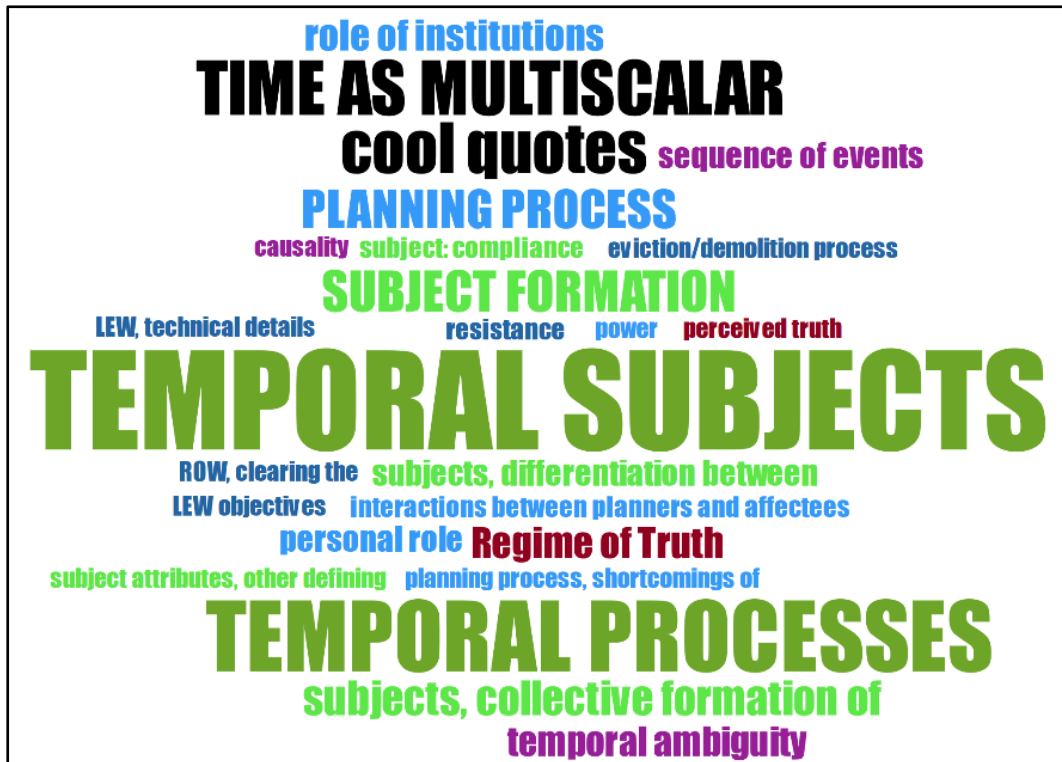 role of institutions
TIME AS MULTISCALAR
cool quotes sequence of events
PLANNING PROCESS
causality subject: compliance eviction/demolition process
SUBJECT FORMATION
LEW, technical details resistance power perceived truth
TEMPORAL SUBJECTS
ROW, clearing the subjects, differentiation between
LEW objectives interactions between planners and affectees
personal role Regime of Truth
subject attributes, other defining planning process, shortcomings of
TEMPORAL PROCESSES
subjects, collective formation of
temporal ambiguity